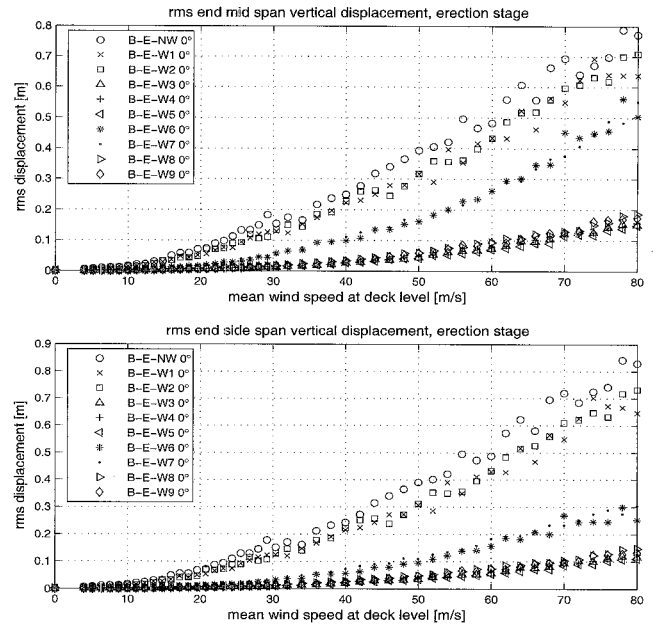 rms end mid span vertical displacement, erection stage
0.8
0.7
0.6
0.5
0.4
0.3
0.2
0.1
0
rms displacement [m]
B-E-NW 0°
B-E-W1 0°
B-E-W2 0°
B-E-W3 0°
B-E-W4 0°
B-E-W5 0°
B-E-W6 0°
B-E-W7 0°
B-E-W8 0°
B-E-W9 0°
0 10 20 30 40 50 60 70 80
mean wind speed at deck level [m/s]
rms end side span vertical displacement, erection stage
0.9
0.8
0.7
0.6
0.5
0.4
0.3
0.2
0.1
0
rms displacement [m]
B-E-NW 0°
B-E-W1 0°
B-E-W2 0°
B-E-W3 0°
B-E-W4 0°
B-E-W5 0°
B-E-W6 0°
B-E-W7 0°
B-E-W8 0°
B-E-W9 0°
0 10 20 30 40 50 60 70 80
mean wind speed at deck level [m/s]